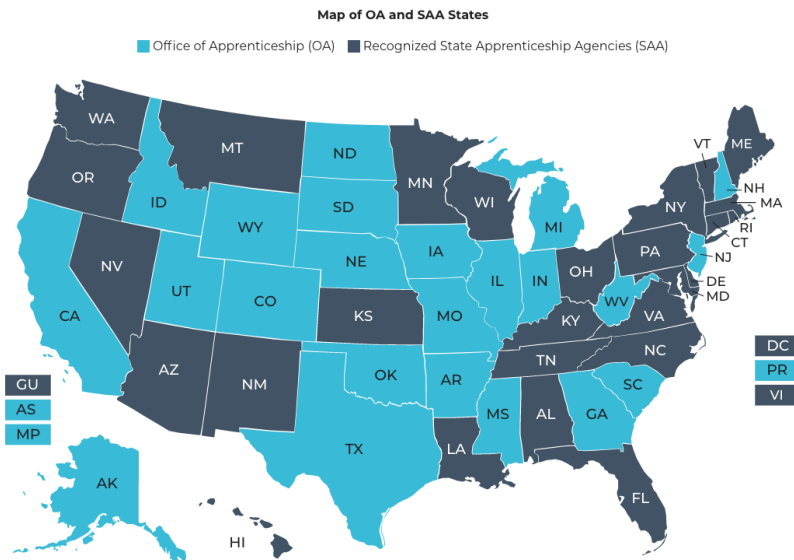 Map of OA and SAA States
Office of Apprenticeship (OA) Recognized State Apprenticeship Agencies (SAA)
WA
MT
ND
VT
ME
OR
MN
ID
SD
WI
NH
MA
NY
WY
MI
RI
CT
IA
PA
NJ
NV
NE
OH
IL
IN
DE
UT
MD
CO
WV
CA
KS
MO
VA
KY
DC
NC
TN
AZ
PR
OK
NM
AR
SC
GU
VI
AS
MS
AL
GA
MP
TX
LA
AK
FL
HI